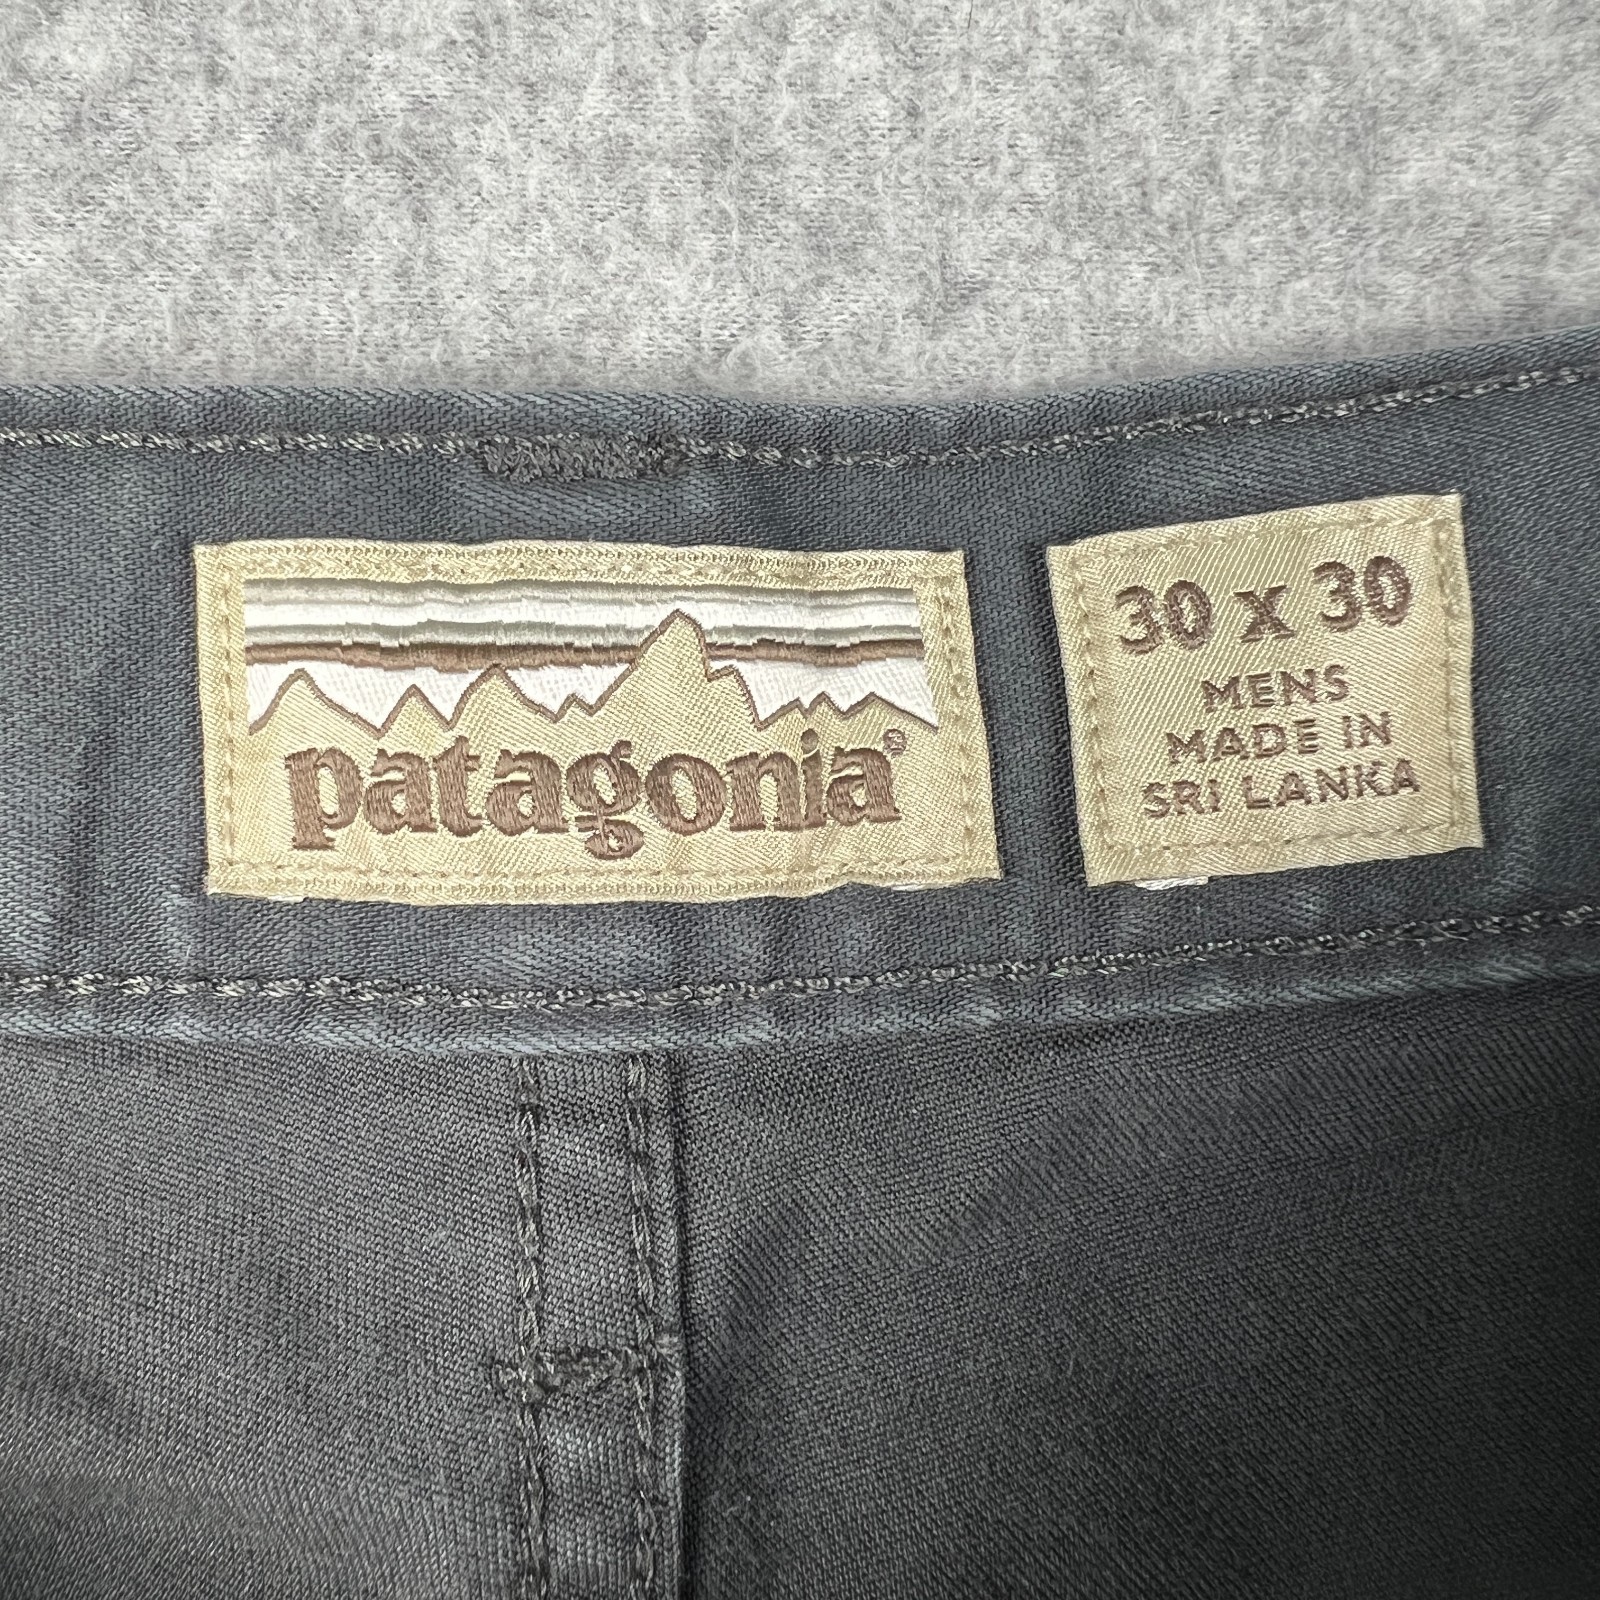 patagonia®
30 x 30
MENS
MADE IN
SRI LANKA